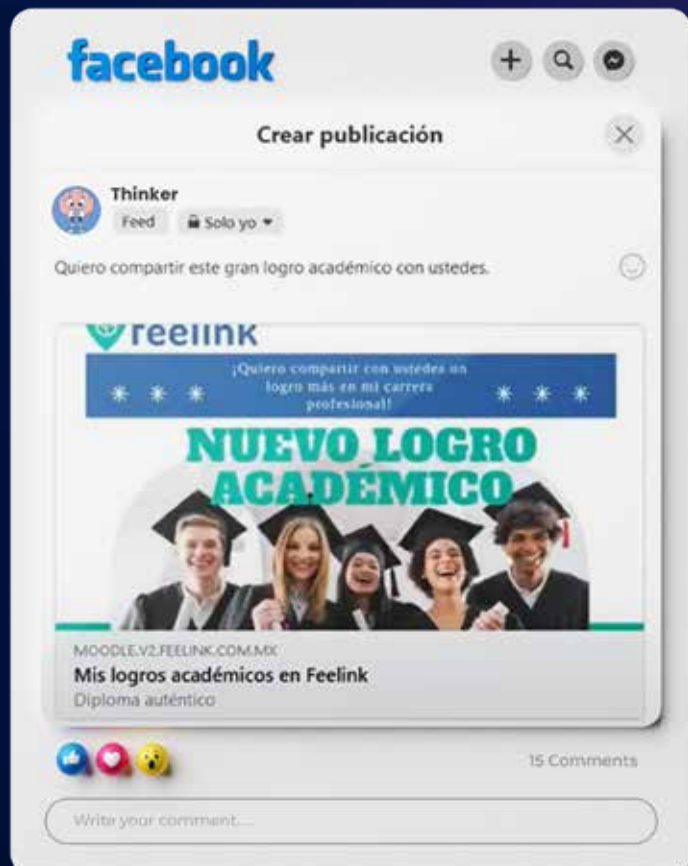 facebook
Crear publicación
Thinker
Feed
Solo yo
Quiero compartir este gran logro académico con ustedes.
reelink
¡Quiero compartir con ustedes un
logro más en mi carrera
profesional!
NUEVO LOGRO
ACADÉMICO
MOODLE.V2.FEELINK.COM.MX
Mis logros académicos en Feelink
Diploma auténtico
15 Comments
Write your comment....